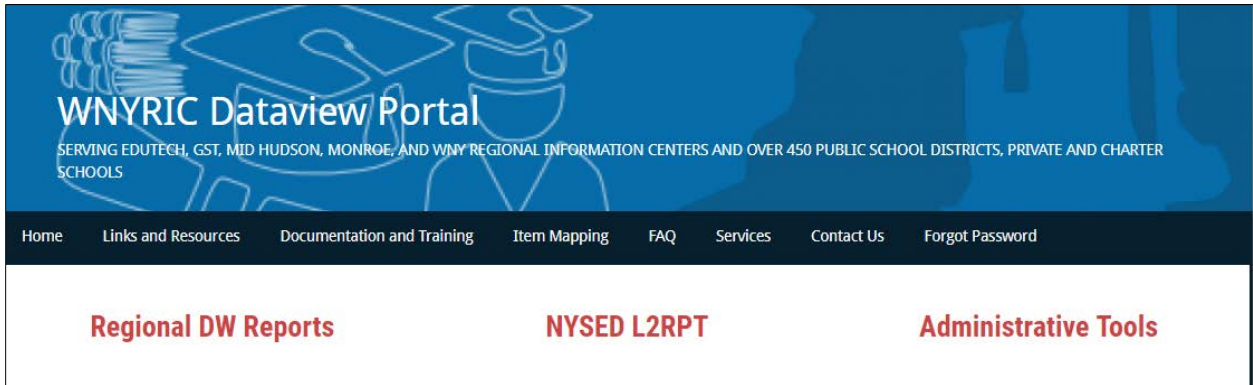 WNYRIC Dataview Portal
SERVING EDUTECH, GST, MID HUDSON, MONROE, AND WNY REGIONAL INFORMATION CENTERS AND OVER 450 PUBLIC SCHOOL DISTRICTS, PRIVATE AND CHARTER
SCHOOLS
Home Links and Resources Documentation and Training Item Mapping FAQ Services Contact Us Forgot Password
Regional DW Reports NYSED L2RPT Administrative Tools